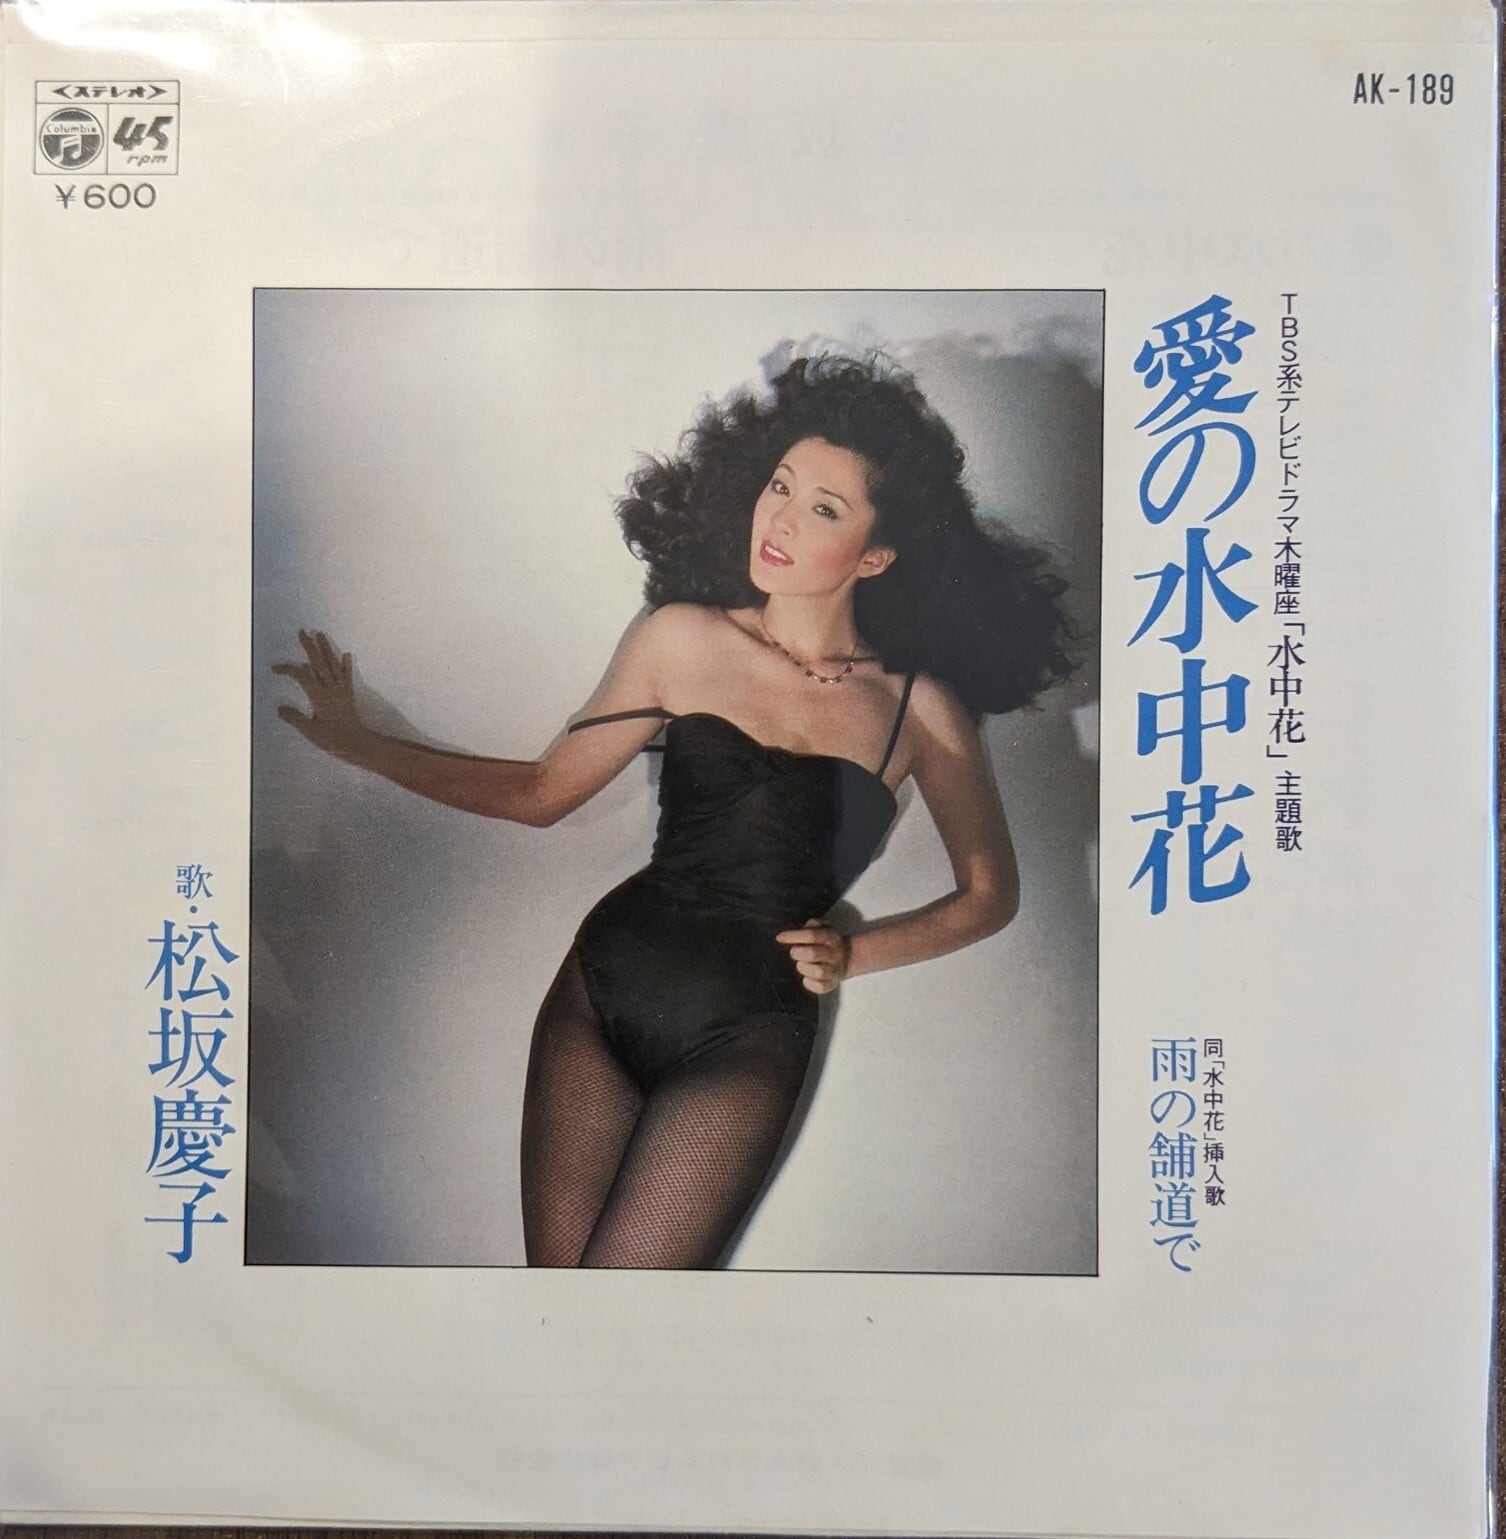 〈ステレオ〉
Columbia
45
rpm
¥600
AK-189
TBS系テレビドラマ木曜座「水中花」主題歌
愛の水中花
同「水中花」挿入歌
雨の舗道で
歌・松坂慶子